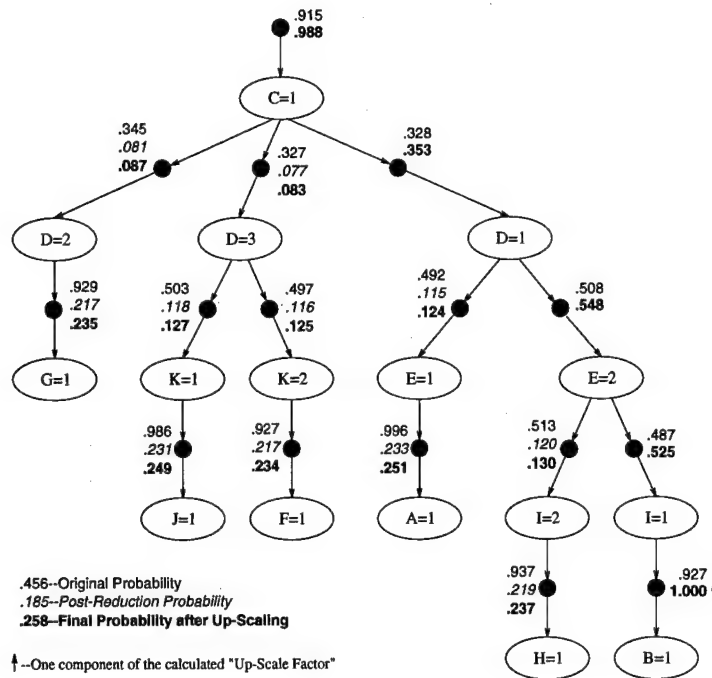 .915
.988
C=1
.345
.081
.087
.327
.077
.083
.328
.353
D=2
D=3
D=1
.929
.217
.235
.503
.118
.127
.497
.116
.125
.492
.115
.124
.508
.548
G=1
K=1
K=2
E=1
E=2
.986
.231
.249
.927
.217
.234
.996
.233
.251
.513
.120
.130
.487
.525
J=1
F=1
A=1
I=2
I=1
.937
.219
.237
.927
1.000
H=1
B=1
.456--Original Probability
.185--Post-Reduction Probability
.258--Final Probability after Up-Scaling
--One component of the calculated "Up-Scale Factor"